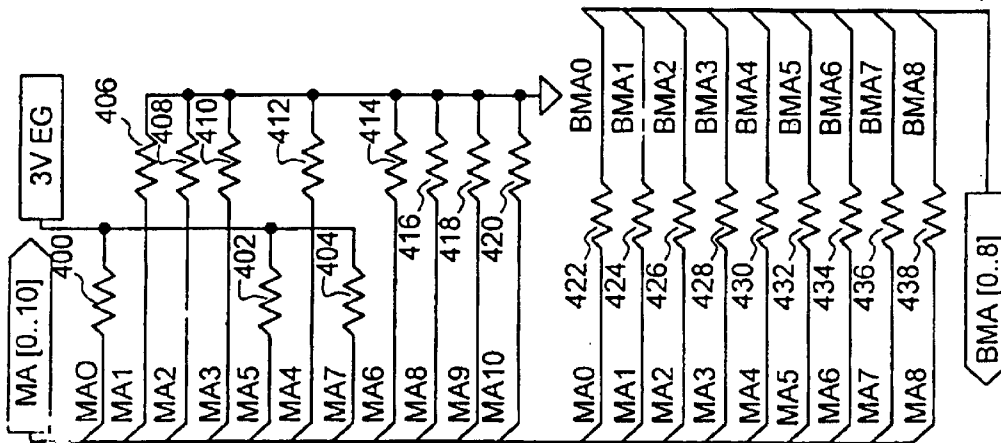 MA [0..10]
3V EG
400
402
404
406
408
410
412
414
416
418
420
MAO
MA1
MA2
MA3
MA5
MA4
MA7
MA6
MA8
MA9
MA10
MA0 422 BMA0
MA1 424 BMA1
MA2 426 BMA2
MA3 428 BMA3
MA4 430 BMA4
MA5 432 BMA5
MA6 434 BMA6
MA7 436 BMA7
MA8 438 BMA8
BMA [0..8]